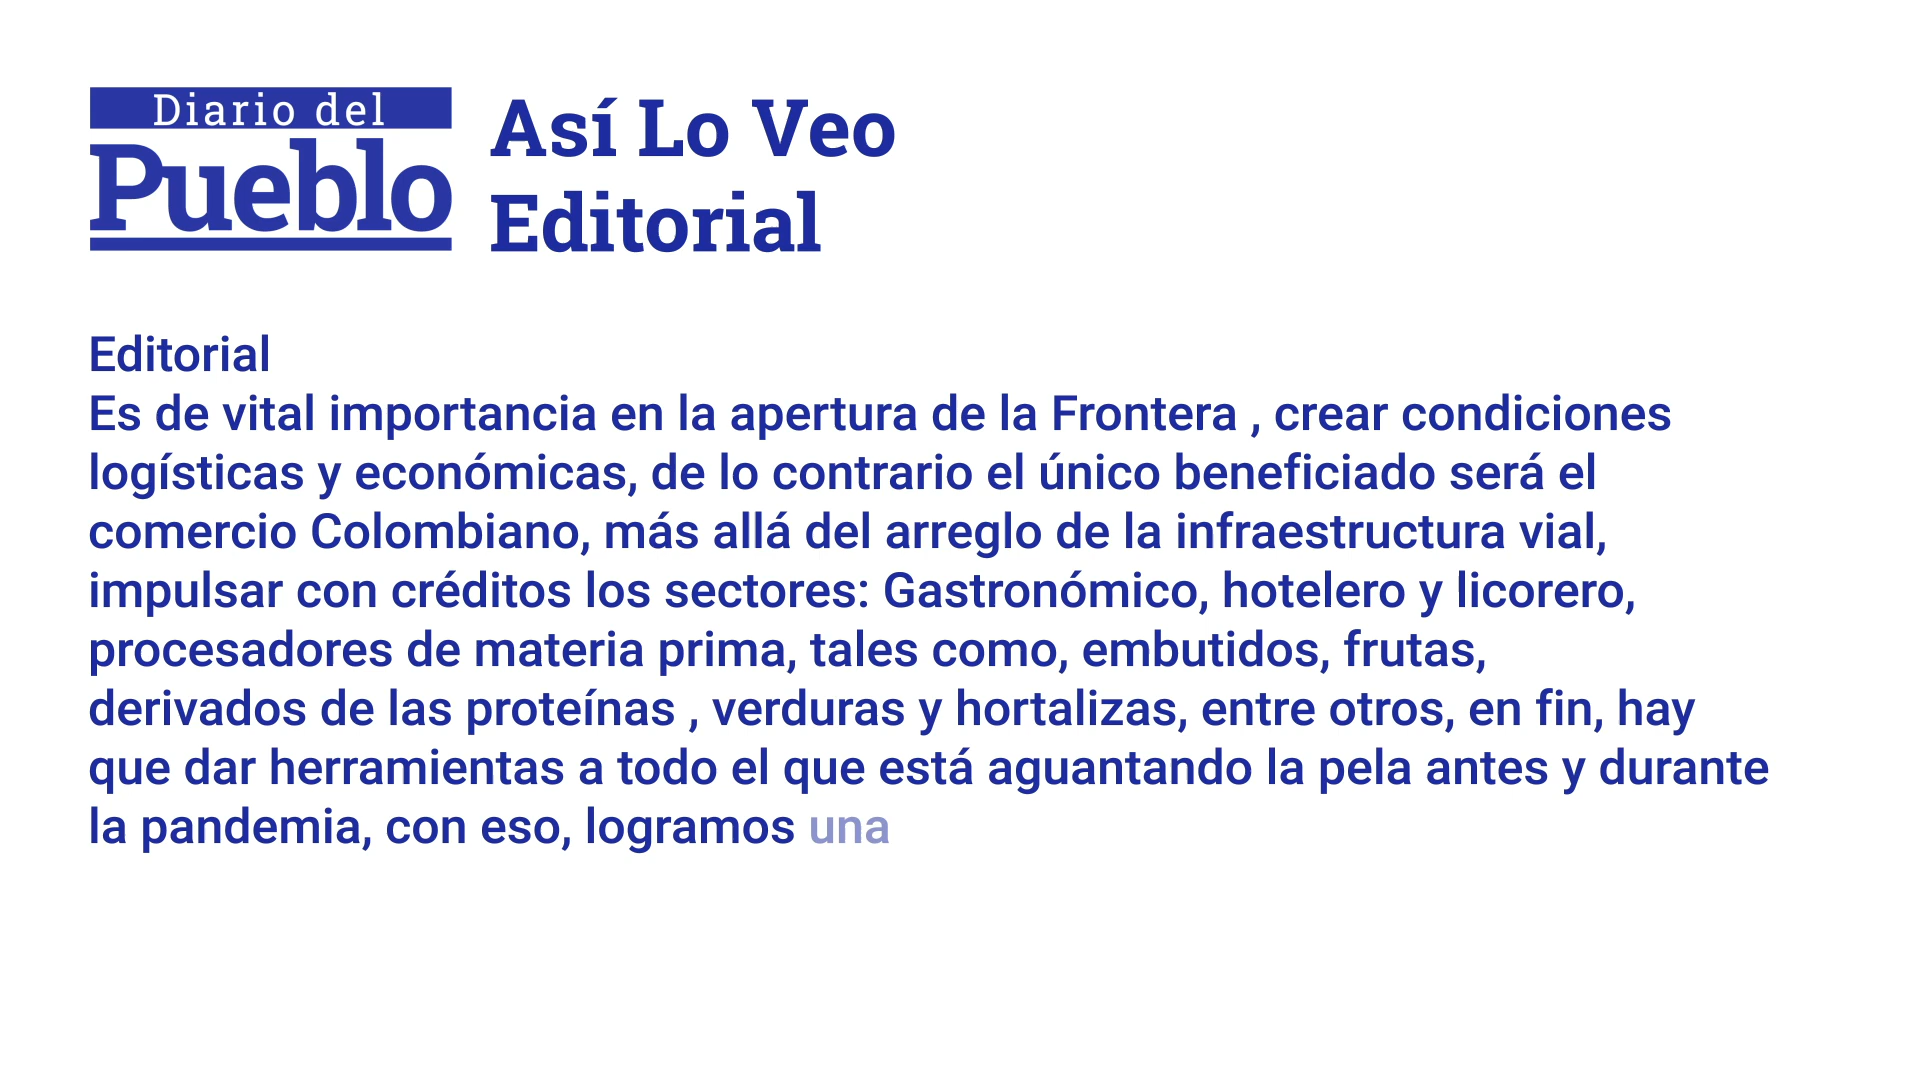 Diario del
Pueblo
Así Lo Veo
Editorial
Editorial
Es de vital importancia en la apertura de la Frontera , crear condiciones
logísticas y económicas, de lo contrario el único beneficiado será el
comercio Colombiano, más allá del arreglo de la infraestructura vial,
impulsar con créditos los sectores: Gastronómico, hotelero y licorero,
procesadores de materia prima, tales como, embutidos, frutas,
derivados de las proteínas , verduras y hortalizas, entre otros, en fin, hay
que dar herramientas a todo el que está aguantando la pela antes y durante
la pandemia, con eso, logramos una